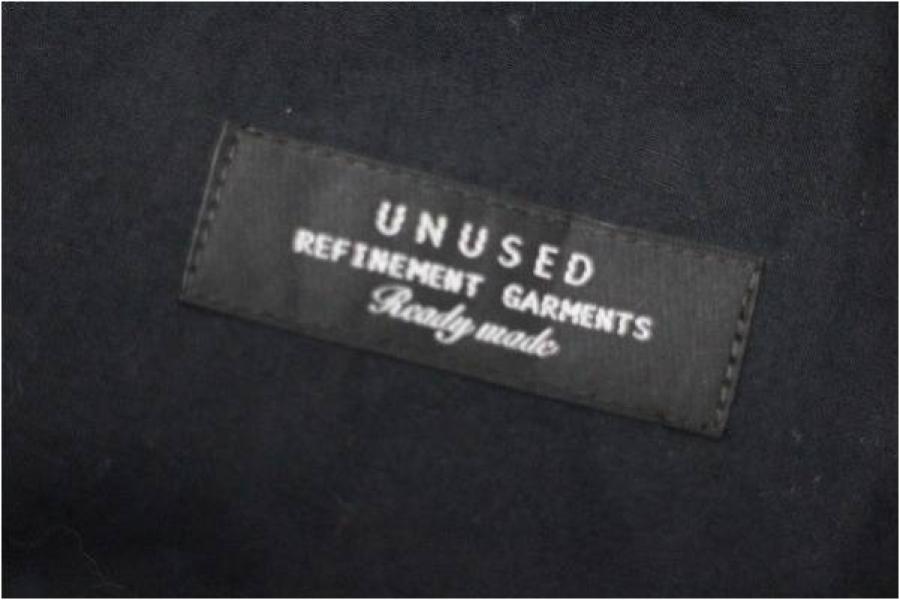 UNUSED
REFINEMENT GARMENTS
Ready made